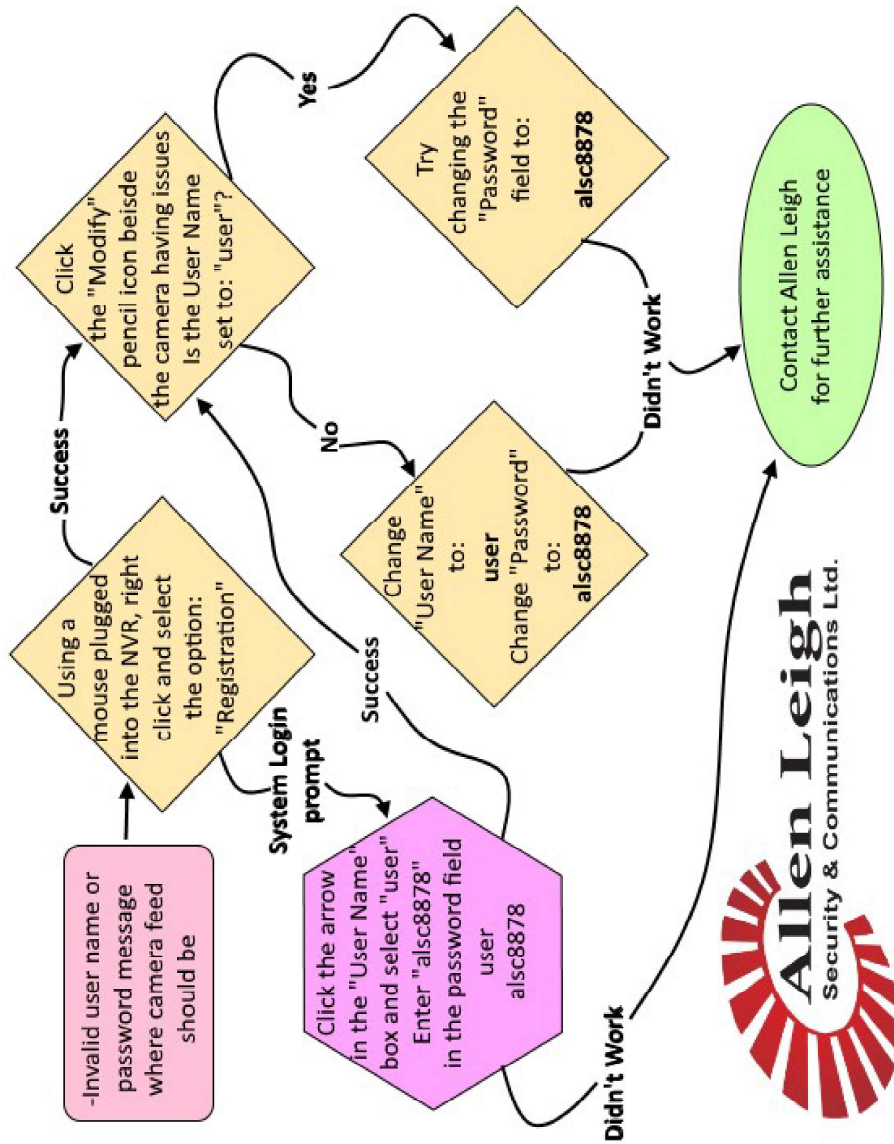 -Invalid user name or
password message
where camera feed
should be
Using a
mouse plugged
into the NVR, right
click and select
the option:
"Registration"
Success
Click
the "Modify"
pencil icon beisde
the camera having issues
Is the User Name
set to: "user"?
System Login
prompt
Click the arrow
in the "User Name"
box and select "user"
Enter "alsc8878"
in the password field
user
alsc8878
Success
No
Yes
Change
"User Name"
to:
user
Change "Password"
to:
alsc8878
Try
changing the
"Password"
field to:
alsc8878
Didn't Work
Didn't Work
Contact Allen Leigh
for further assistance
Allen Leigh
Security & Communications Ltd.